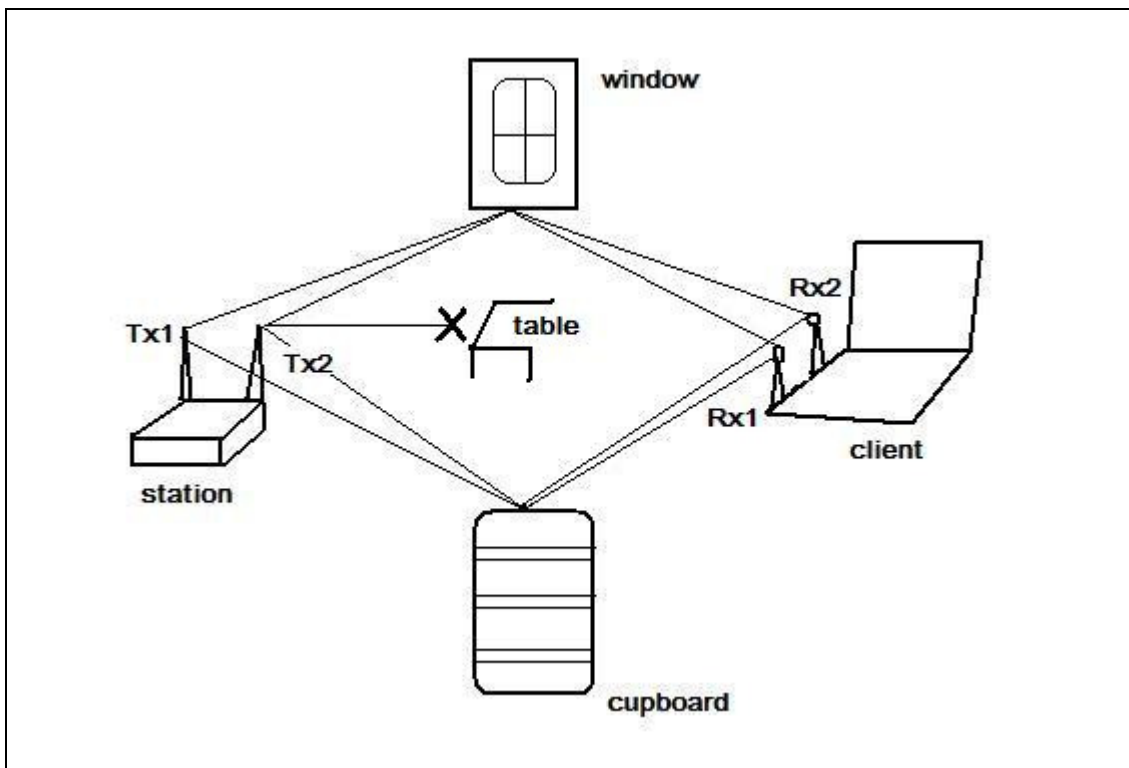 window
Rx2
Tx1
table
Tx2
Rx1
client
station
cupboard